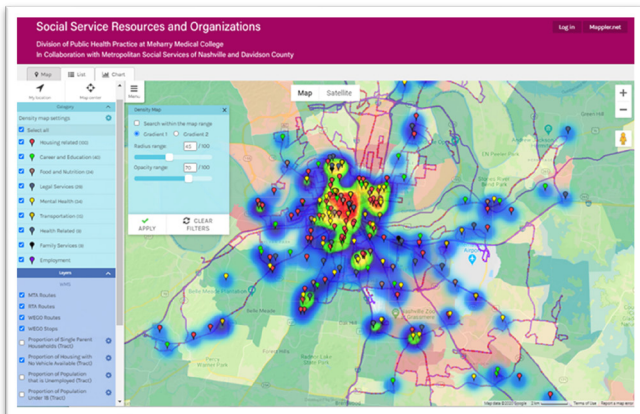 Social Service Resources and Organizations
Log in
Mappler.net
Division of Public Health Practice at Meharry Medical College
In Collaboration with Metropolitan Social Services of Nashville and Davidson County
Map
List
Chart
My location
Map center
Menu
Map
Satellite
Category
Density map settings
Select all
Housing related
Career and Education
Food and Nutrition
Legal Services
Mental Health
Transportation
Health Related
Family Services
Employment
Density Map
Search within the map range
Gradient 1
Gradient 2
Radius range
/100
Opacity range
70 /100
APPLY
CLEAR FILTERS
Layers
MTA Routes
RTA Routes
WEGO Routes
WEGO Stops
Proportion of Single Parent
Households (Tract)
Proportion of Housing with
No Vehicle Available (Tract)
Proportion of Population
that is Unemployed (Tract)
Proportion of Population
Under 18 (Tract)
Belle Meade
Nashville Zoo
Terms of Use
Report a map error